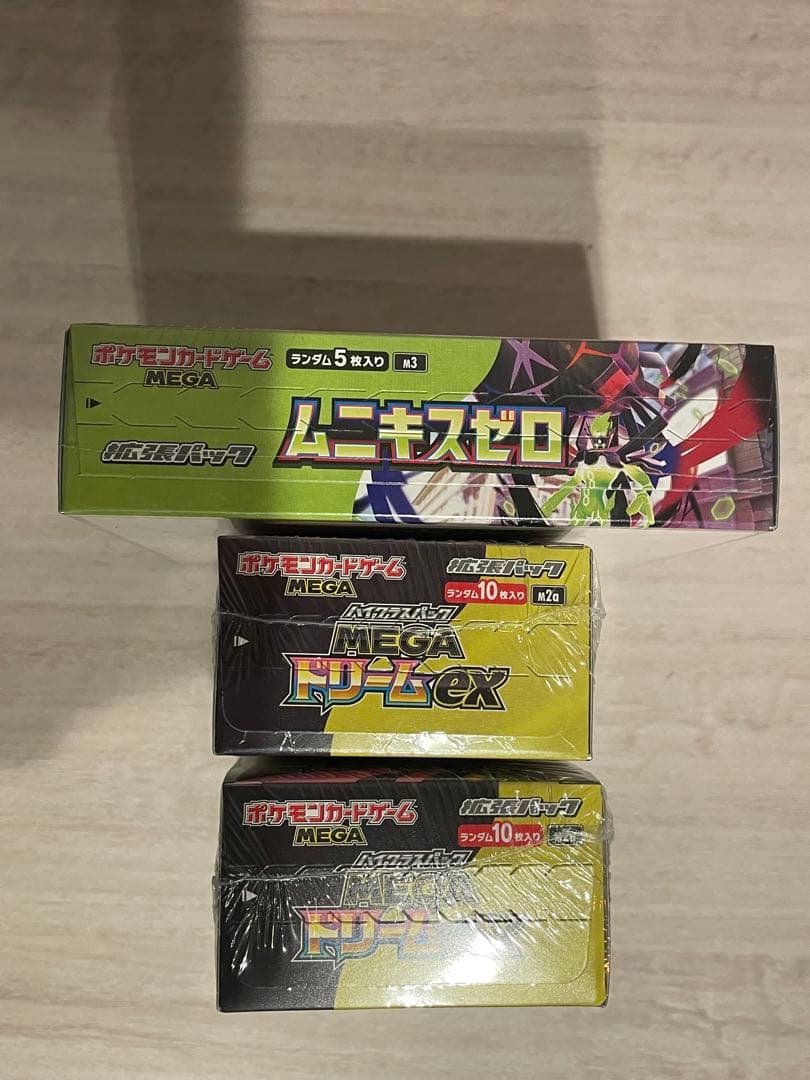 ポケモンカードゲーム
MEGA
ランダム5枚入り
M3
拡張パック
ムニキスゼロ
ポケモンカードゲーム
MEGA
拡張パック
ランダム10枚入り
M2a
ハイクラスパック
MEGA
ドリームex
ポケモンカードゲーム
MEGA
拡張パック
ランダム10枚入り
M2a
ハイクラスパック
MEGA
ドリーム